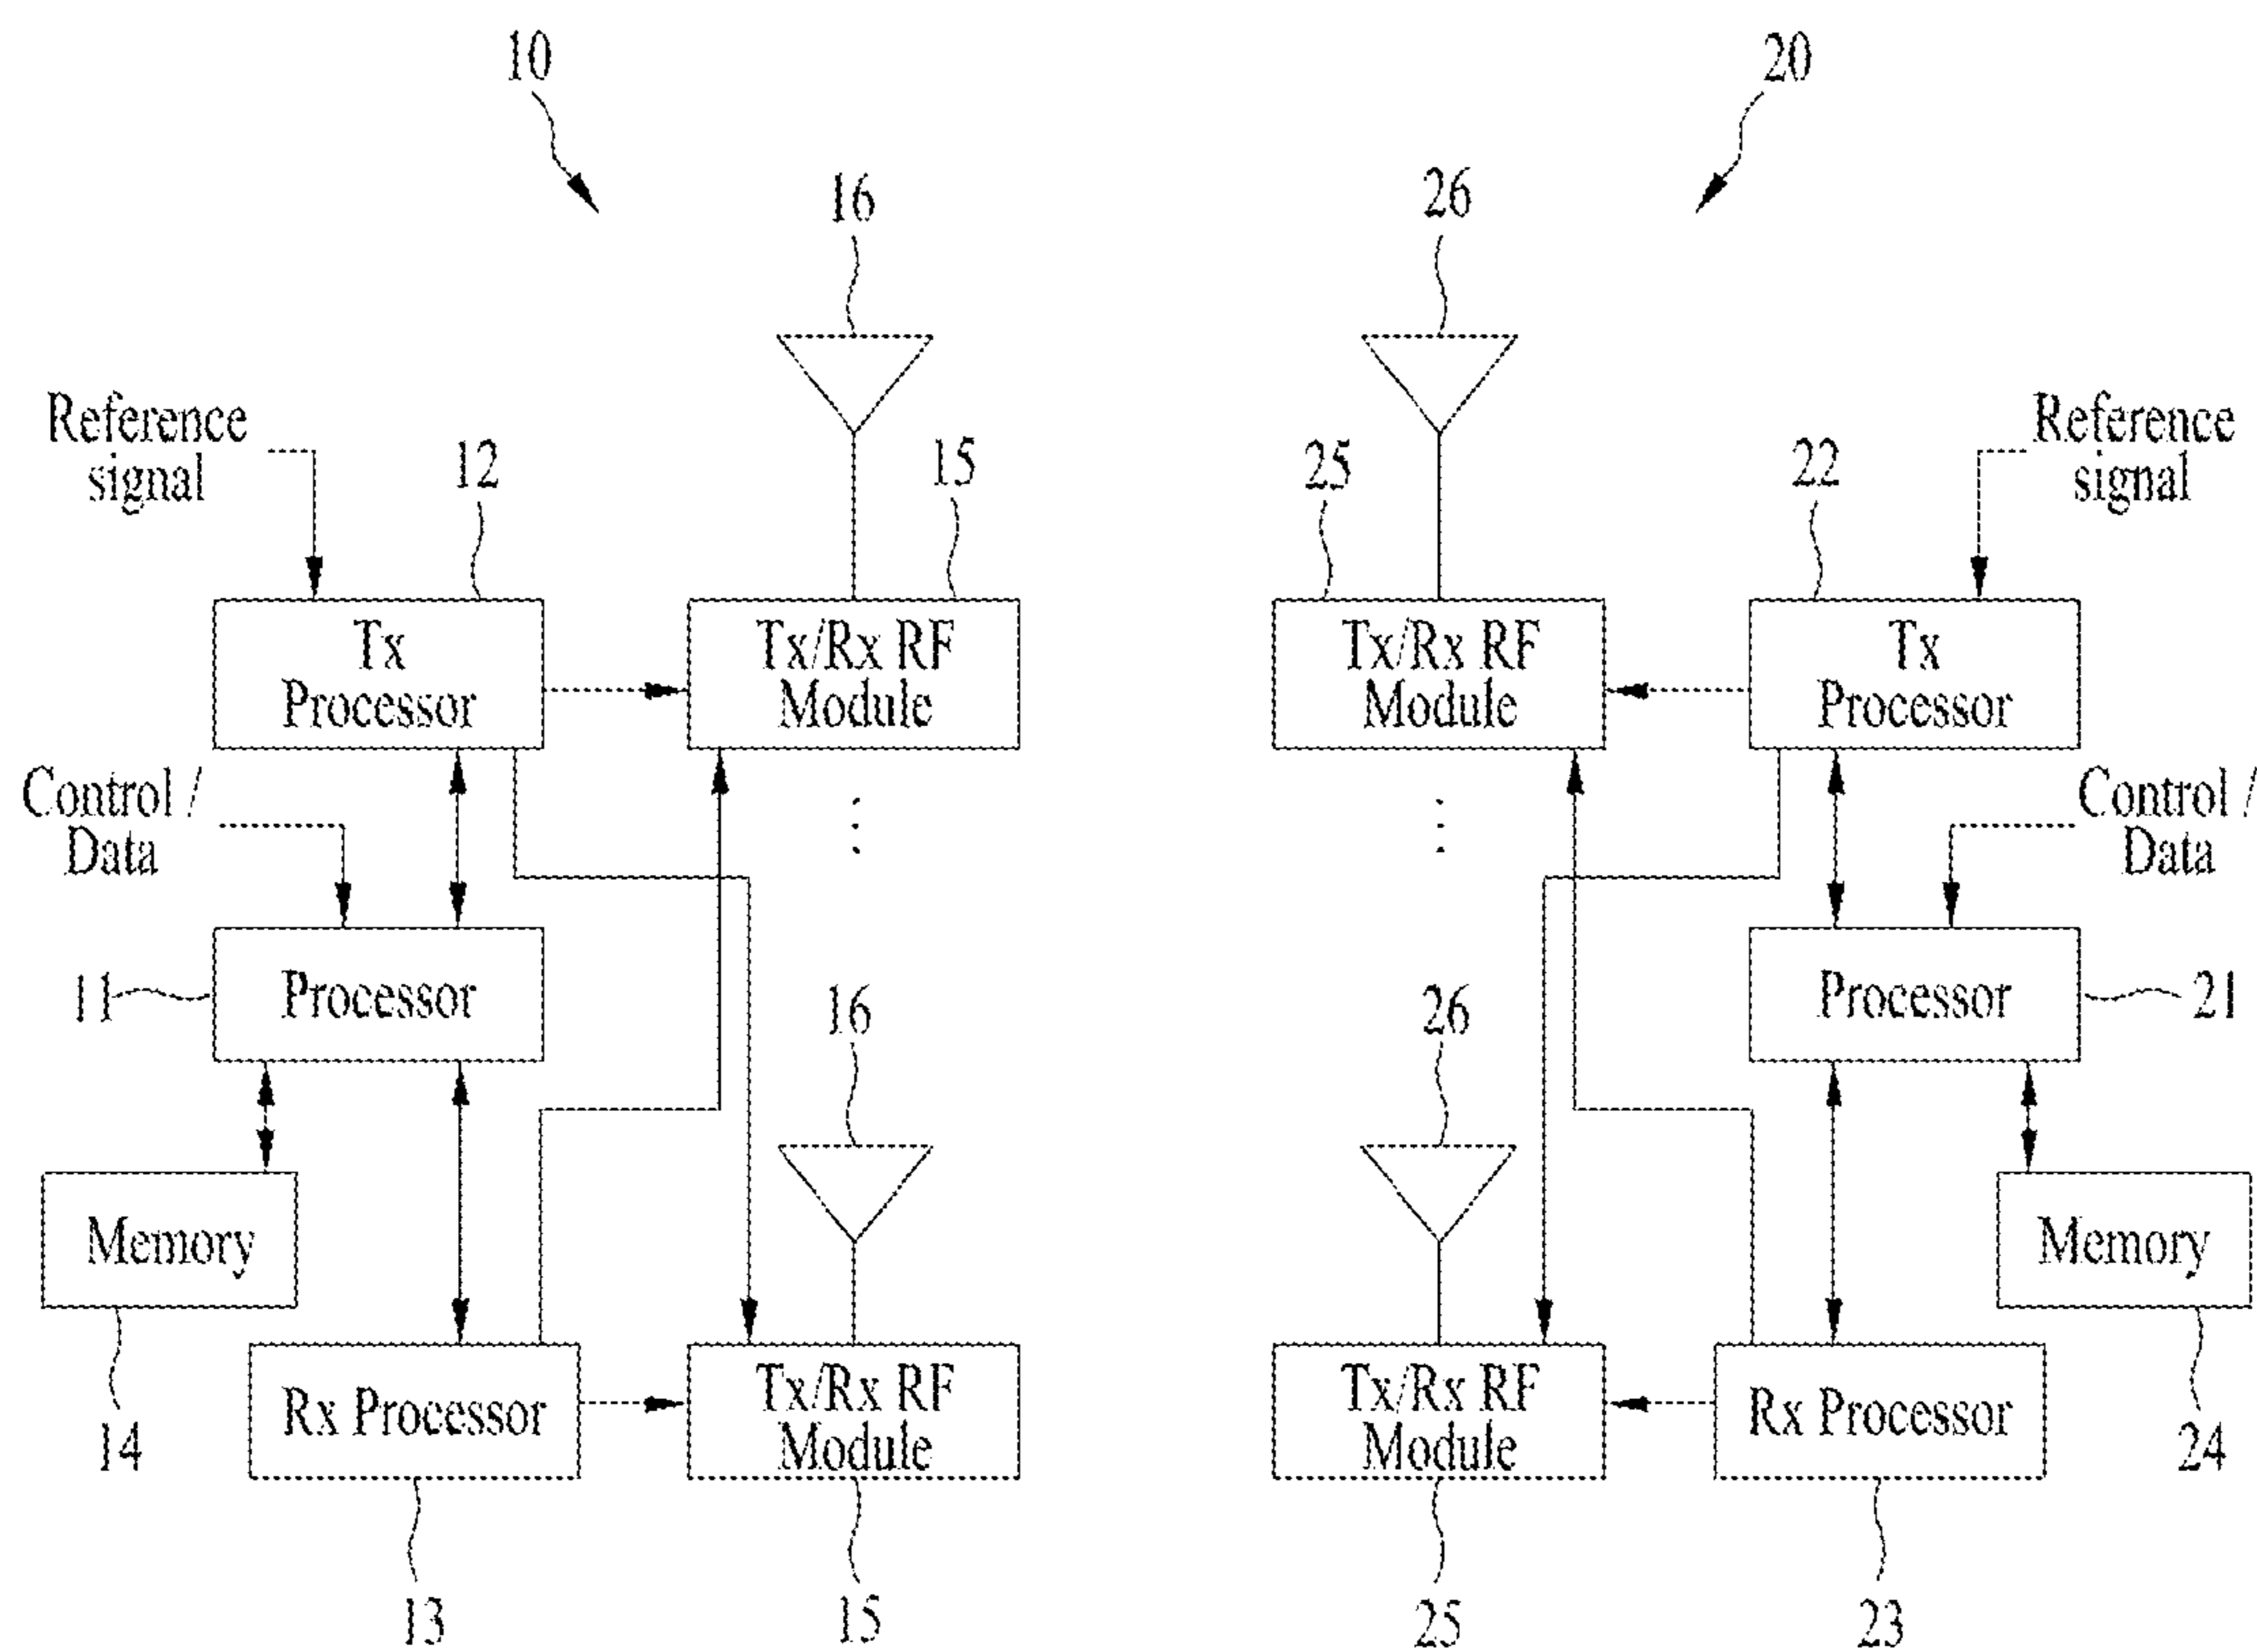 10
20
16
26
Reference
signal
12
15
25
22
Reference
signal
Tx
Processor
Tx/Rx RF
Module
Tx/Rx RF
Module
Tx
Processor
Control /
Data
Control /
Data
11
Processor
16
26
Processor
21
Memory
Memory
Rx Processor
Tx/Rx RF
Module
Tx/Rx RF
Module
Rx Processor
14
24
13
15
25
23